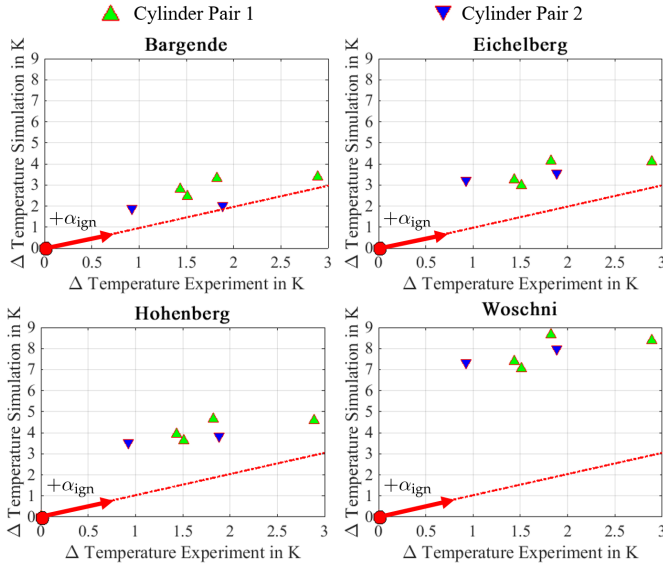 Cylinder Pair 1 Cylinder Pair 2
Bargende
Δ Temperature Simulation in K
9
8
7
6
5
4
3
2
1
0
+α_ign
0 0.5 1 1.5 2 2.5 3
Δ Temperature Experiment in K
Eichelberg
Δ Temperature Simulation in K
9
8
7
6
5
4
3
2
1
0
+α_ign
0 0.5 1 1.5 2 2.5 3
Δ Temperature Experiment in K
Hohenberg
Δ Temperature Simulation in K
9
8
7
6
5
4
3
2
1
0
+α_ign
0 0.5 1 1.5 2 2.5 3
Δ Temperature Experiment in K
Woschni
Δ Temperature Simulation in K
9
8
7
6
5
4
3
2
1
0
+α_ign
0 0.5 1 1.5 2 2.5 3
Δ Temperature Experiment in K